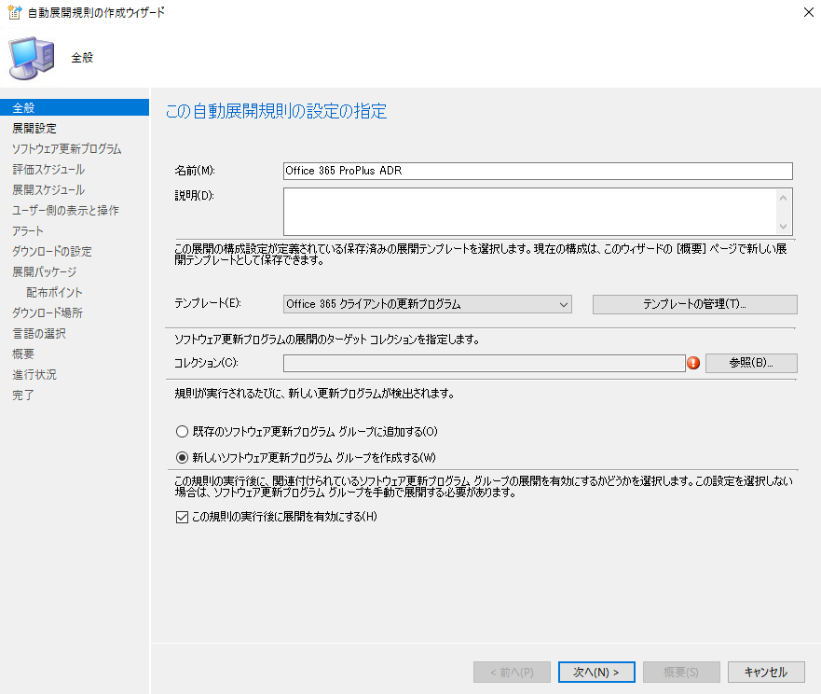 自動展開規則の作成ウィザード
全般
全般
展開設定
ソフトウェア更新プログラム
評価スケジュール
展開スケジュール
ユーザー側の表示と操作
アラート
ダウンロードの設定
展開パッケージ
配布ポイント
ダウンロード場所
言語の選択
概要
進行状況
完了
この自動展開規則の設定の指定
名前(M):
Office 365 ProPlus ADR
説明(D):
この展開の構成設定が定義されている保存済みの展開テンプレートを選択します。現在の構成は、このウィザードの [概要] ページで新しい展
開テンプレートとして保存できます。
テンプレート(E):
Office 365 クライアントの更新プログラム
テンプレートの管理(T)...
ソフトウェア更新プログラムの展開のターゲット コレクションを指定します。
コレクション(C):
参照(B)...
規則が実行されるたびに、新しい更新プログラムが検出されます。
既存のソフトウェア更新プログラム グループに追加する(O)
新しいソフトウェア更新プログラム グループを作成する(W)
この規則の実行後に、関連付けられているソフトウェア更新プログラム グループの展開を有効にするかどうかを選択します。この設定を選択しない
場合は、ソフトウェア更新プログラム グループを手動で展開する必要があります。
この規則の実行後に展開を有効にする(H)
< 前へ(P)
次へ(N) >
概要(S)
キャンセル